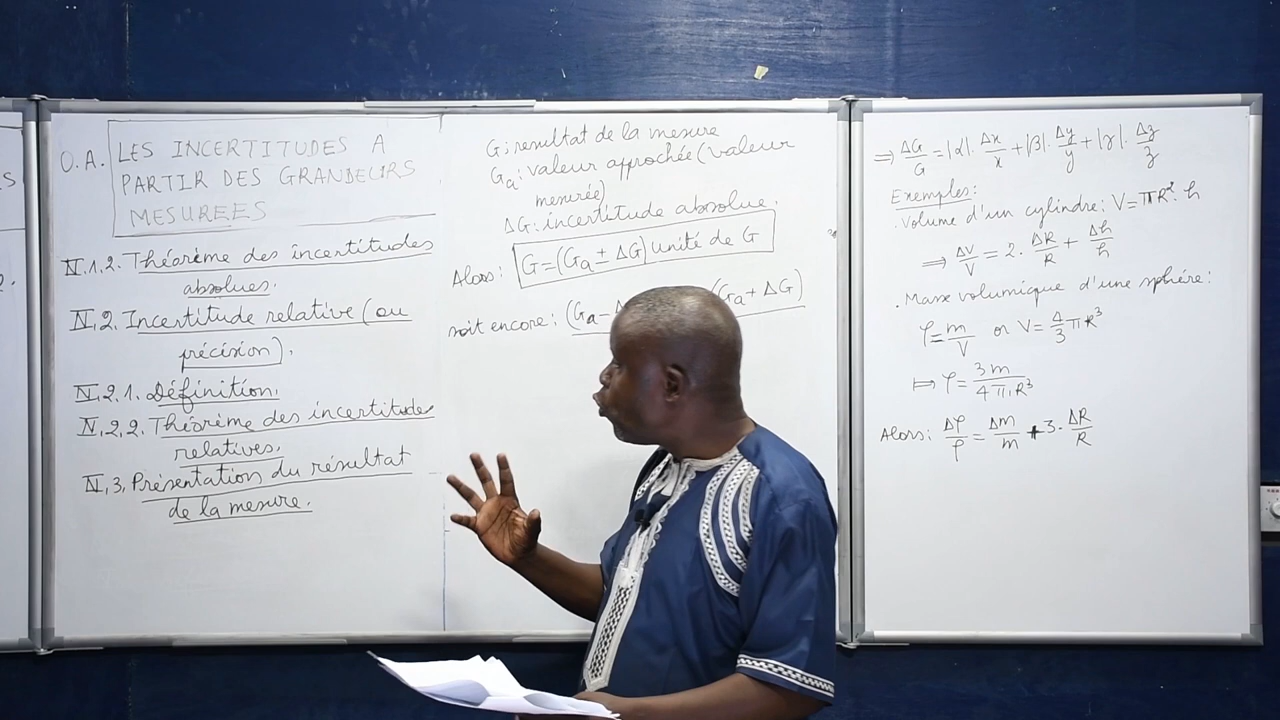 S
2.
O.A. LES INCERTITUDES A
PARTIR DES GRANDEURS
MESUREES
IV.1.2. Théorème des incertitudes
absolues.
IV.2. Incertitude relative (ou
précision).
IV.2.1. Définition.
IV.2.2. Théorème des incertitudes
relatives.
IV.3. Présentation du résultat
de la mesure.
G: resultat de la mesure
Ga: valeur approchée (valeur
mesurée)
ΔG: incertitude absolue.
Alors: G=(Ga ± ΔG) unité de G
soit encore: (Ga- (Ga + ΔG)
⇒ ΔG/G = |α|. Δx/x + |β|. Δy/y + |γ|. Δz/z
Exemples:
. Volume d'un cylindre: V = πR². h
⇒ ΔV/V = 2. ΔR/R + Δh/h
. Masse volumique d'une sphère:
ρ = m/V or V = 4/3 πR³
⟼ ρ = 3m/4πR³
Alors: Δρ/ρ = Δm/m + 3. ΔR/R